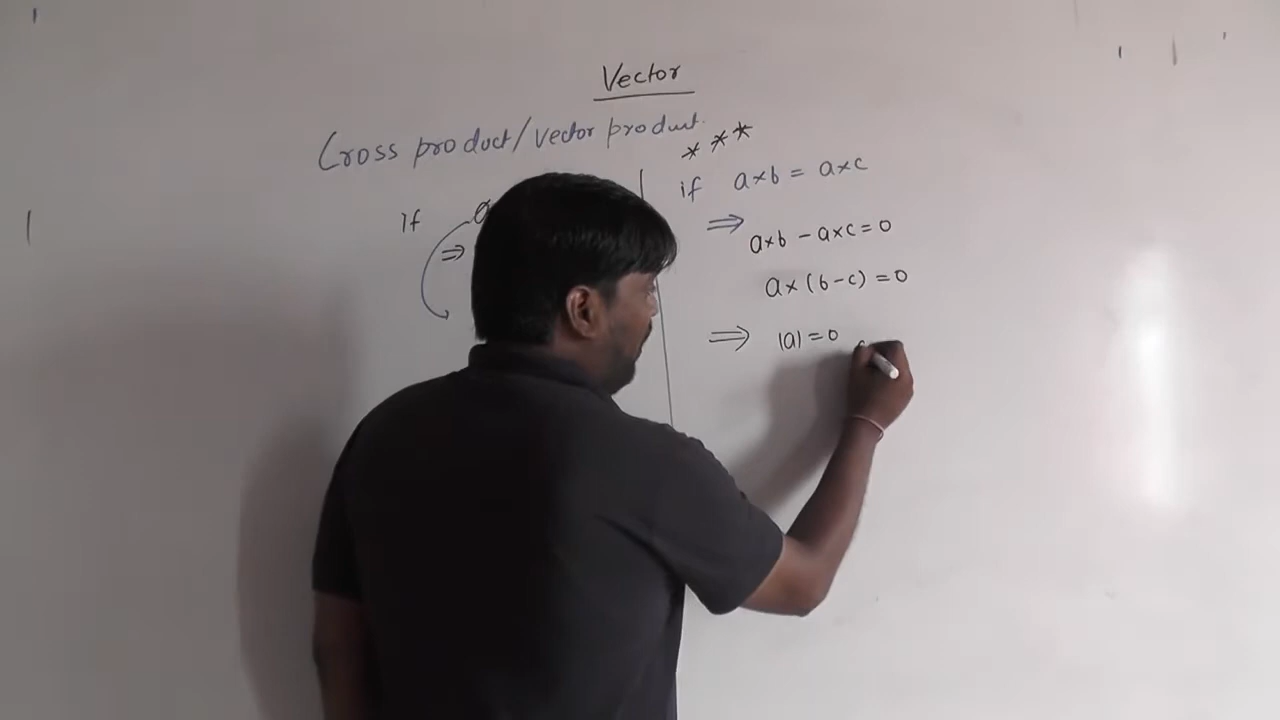 Vector
Cross product/vector product.
If a
⇒
***
if a×b = a×c
⇒ a×b - a×c = 0
a×(b-c) = 0
⇒ |a| = 0